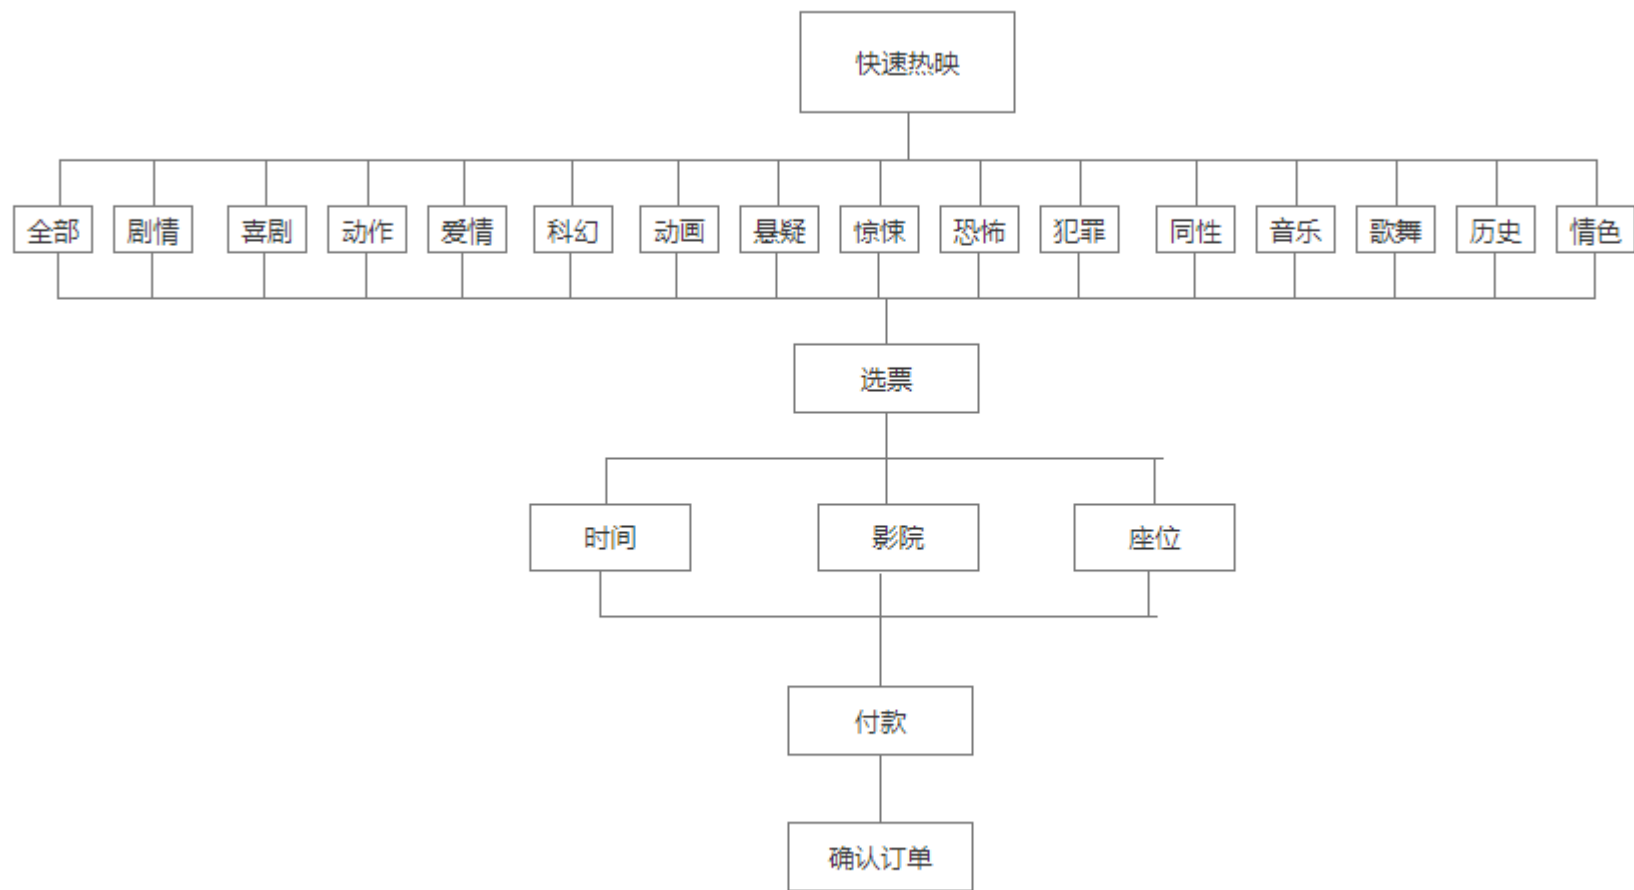 快速热映
全部 剧情 喜剧 动作 爱情 科幻 动画 悬疑 惊悚 恐怖 犯罪 同性 音乐 歌舞 历史 情色
选票
时间 影院 座位
付款
确认订单